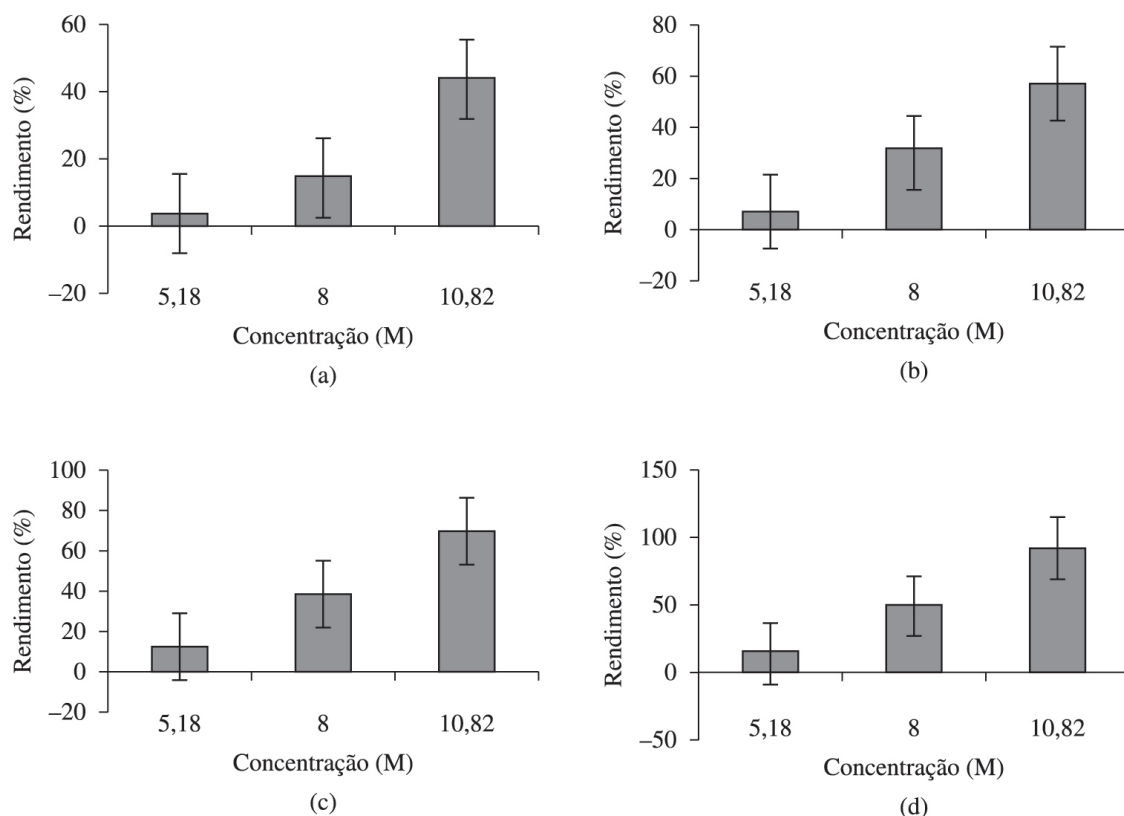 60
40
20
0
–20
Rendimento (%)
5,18 8 10,82
Concentração (M)
(a)
80
60
40
20
0
–20
Rendimento (%)
5,18 8 10,82
Concentração (M)
(b)
100
80
60
40
20
0
–20
Rendimento (%)
5,18 8 10,82
Concentração (M)
(c)
150
100
50
0
–50
Rendimento (%)
5,18 8 10,82
Concentração (M)
(d)